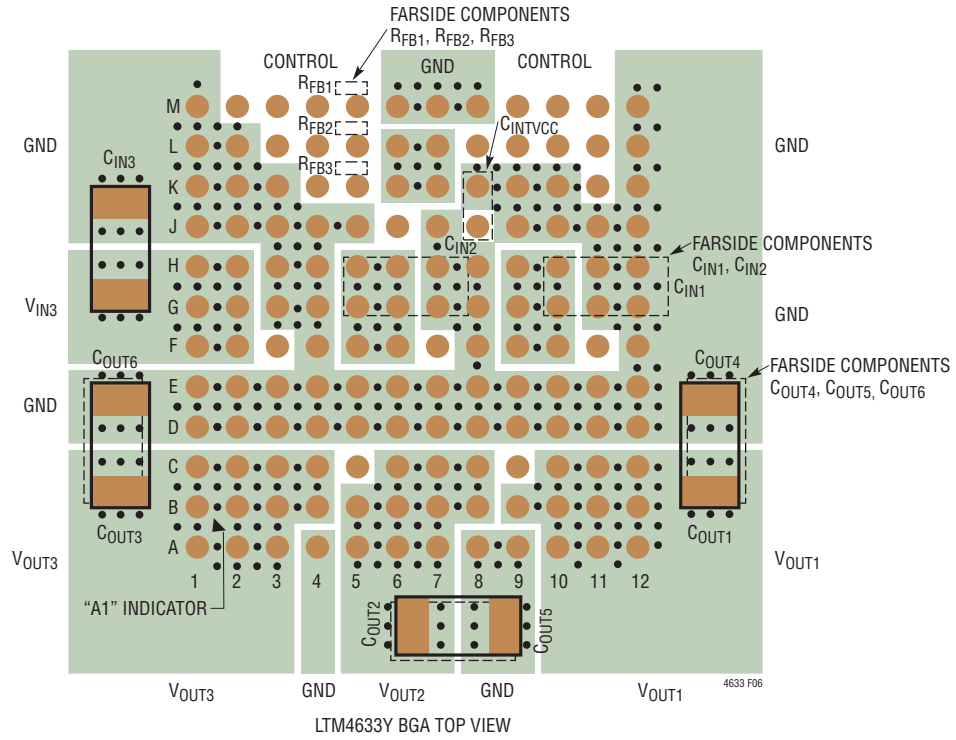 FARSIDE COMPONENTS
RFB1, RFB2, RFB3
CONTROL
GND
CONTROL
RFB1
M
CINTVCC
RFB2
GND
L
GND
CIN3
RFB3
K
J
CIN2
FARSIDE COMPONENTS
CIN1, CIN2
H
CIN1
VIN3
G
GND
F
COUT6
COUT4
FARSIDE COMPONENTS
COUT4, COUT5, COUT6
E
GND
D
C
B
COUT3
COUT1
VOUT3
A
VOUT1
1 2 3 4 5 6 7 8 9 10 11 12
"A1" INDICATOR
COUT2
COUT5
4633 F06
VOUT3
GND
VOUT2
GND
VOUT1
LTM4633Y BGA TOP VIEW